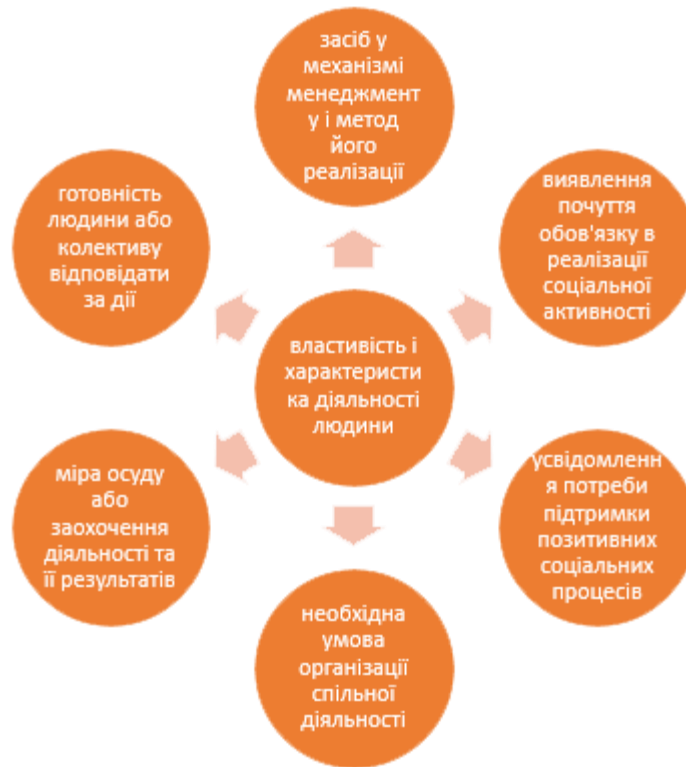 засіб у
механізмі
менеджмент
у і метод
його
реалізації
виявлення
почуття
обов'язку в
реалізації
соціальної
активності
усвідомленн
я потреби
підтримки
позитивних
соціальних
процесів
необхідна
умова
організації
спільної
діяльності
міра осуду
або
заохочення
діяльності та
її результатів
готовність
людини або
колективу
відповідати
за дії
властивість і
характеристи
ка діяльності
людини